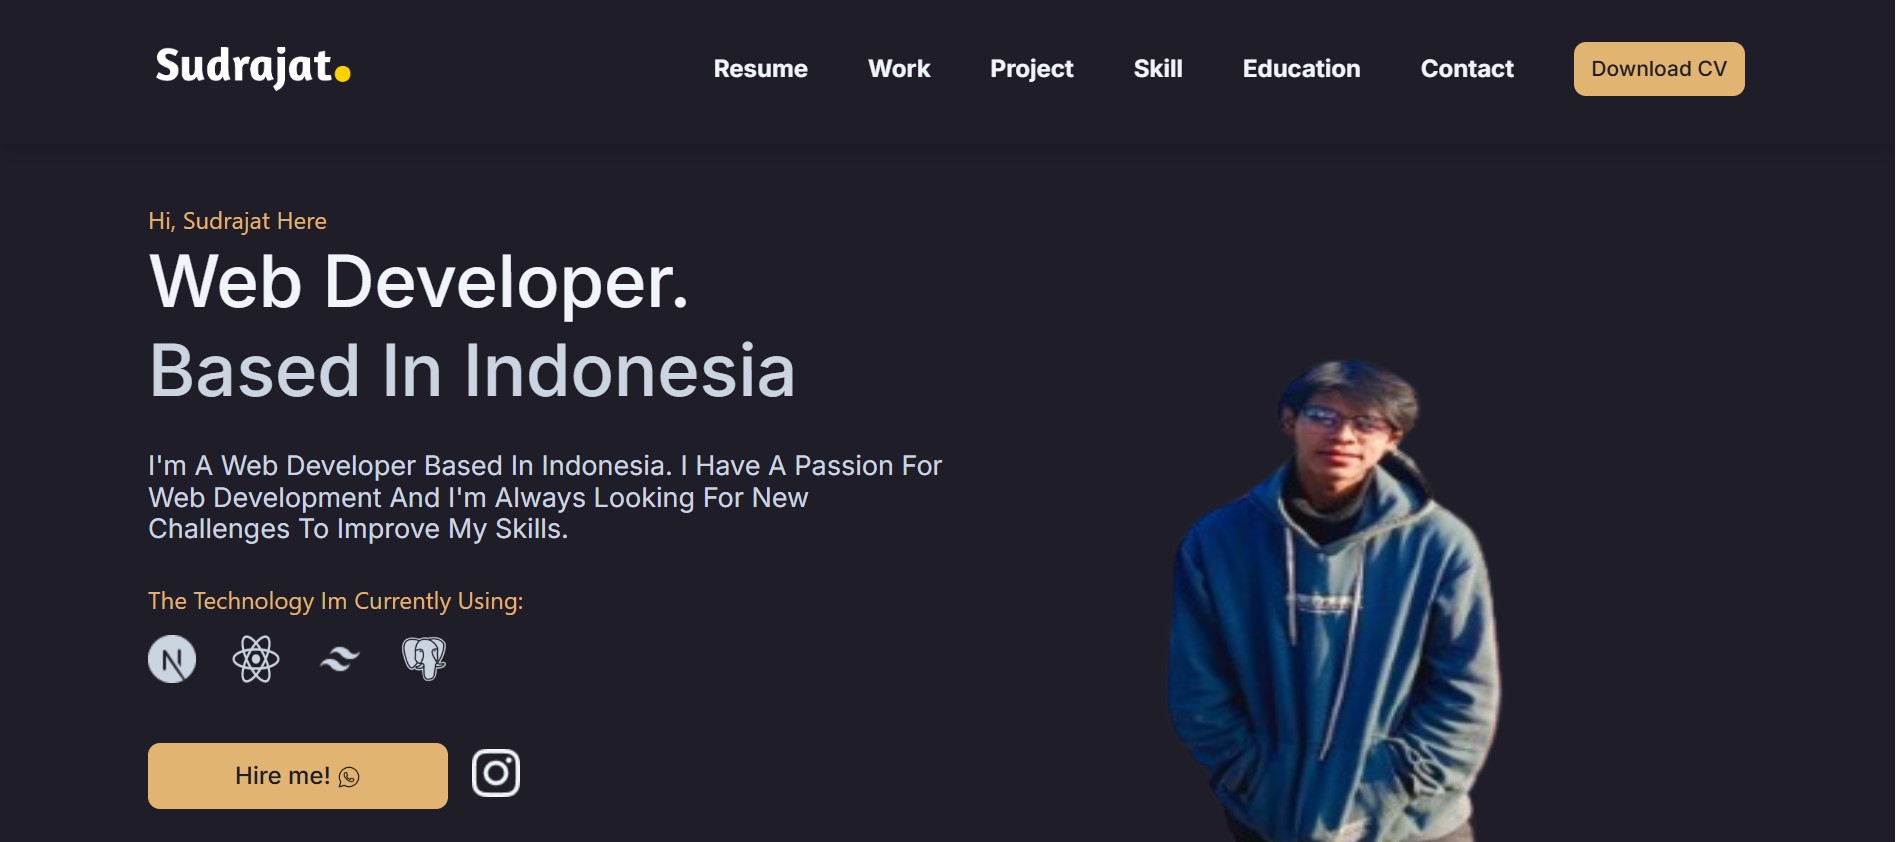 Sudrajat.
Resume Work Project Skill Education Contact Download CV
Hi, Sudrajat Here
Web Developer.
Based In Indonesia
I'm A Web Developer Based In Indonesia. I Have A Passion For
Web Development And I'm Always Looking For New
Challenges To Improve My Skills.
The Technology Im Currently Using:
N
Hire me!